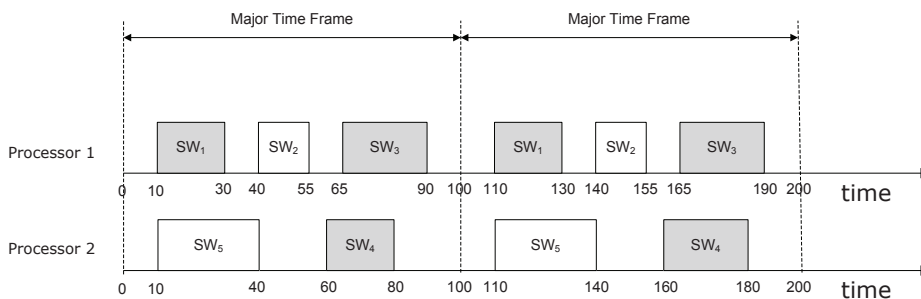 Major Time Frame Major Time Frame
Processor 1
SW₁ SW₂ SW₃ SW₁ SW₂ SW₃
0 10 30 40 55 65 90 100 110 130 140 155 165 190 200 time
Processor 2
SW₅ SW₄ SW₅ SW₄
0 10 40 60 80 100 110 140 160 180 200 time